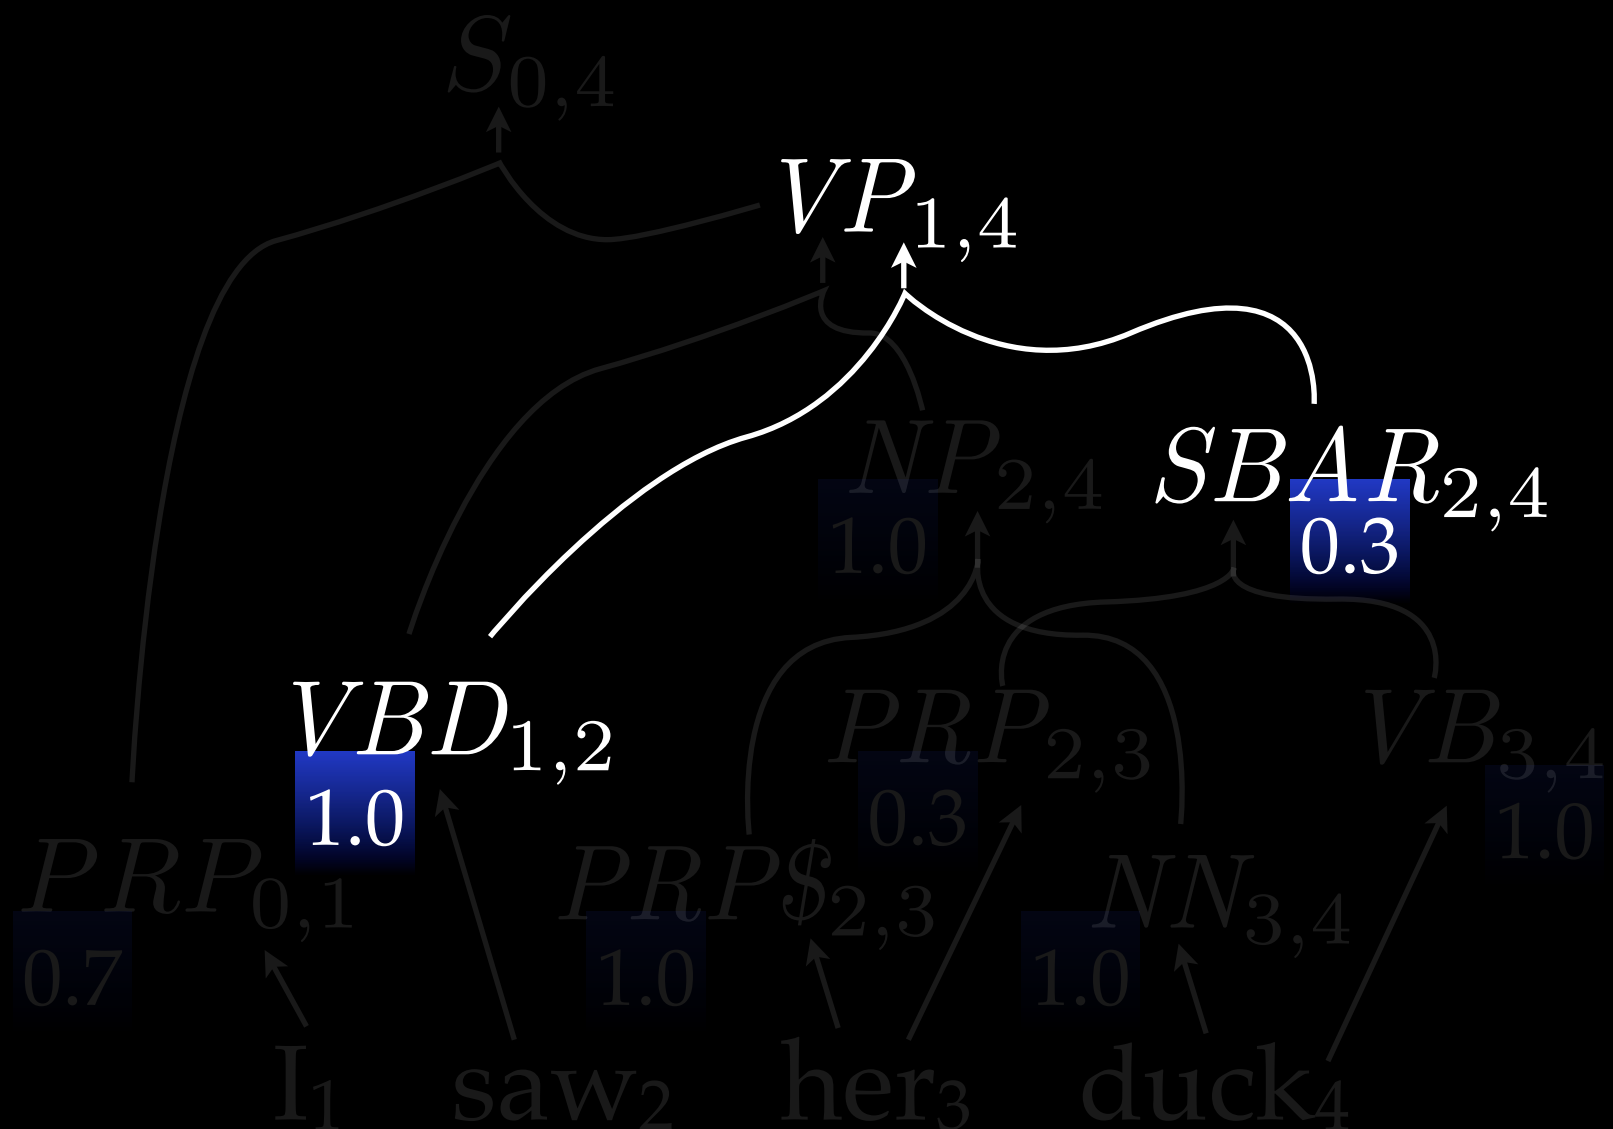 S0,4
VP1,4
NP2,4 SBAR2,4
1.0 0.3
VBD1,2 PRP2,3 VB3,4
1.0 0.3 1.0
PRP0,1 PRP$2,3 NN3,4
0.7 1.0 1.0
I1 saw2 her3 duck4